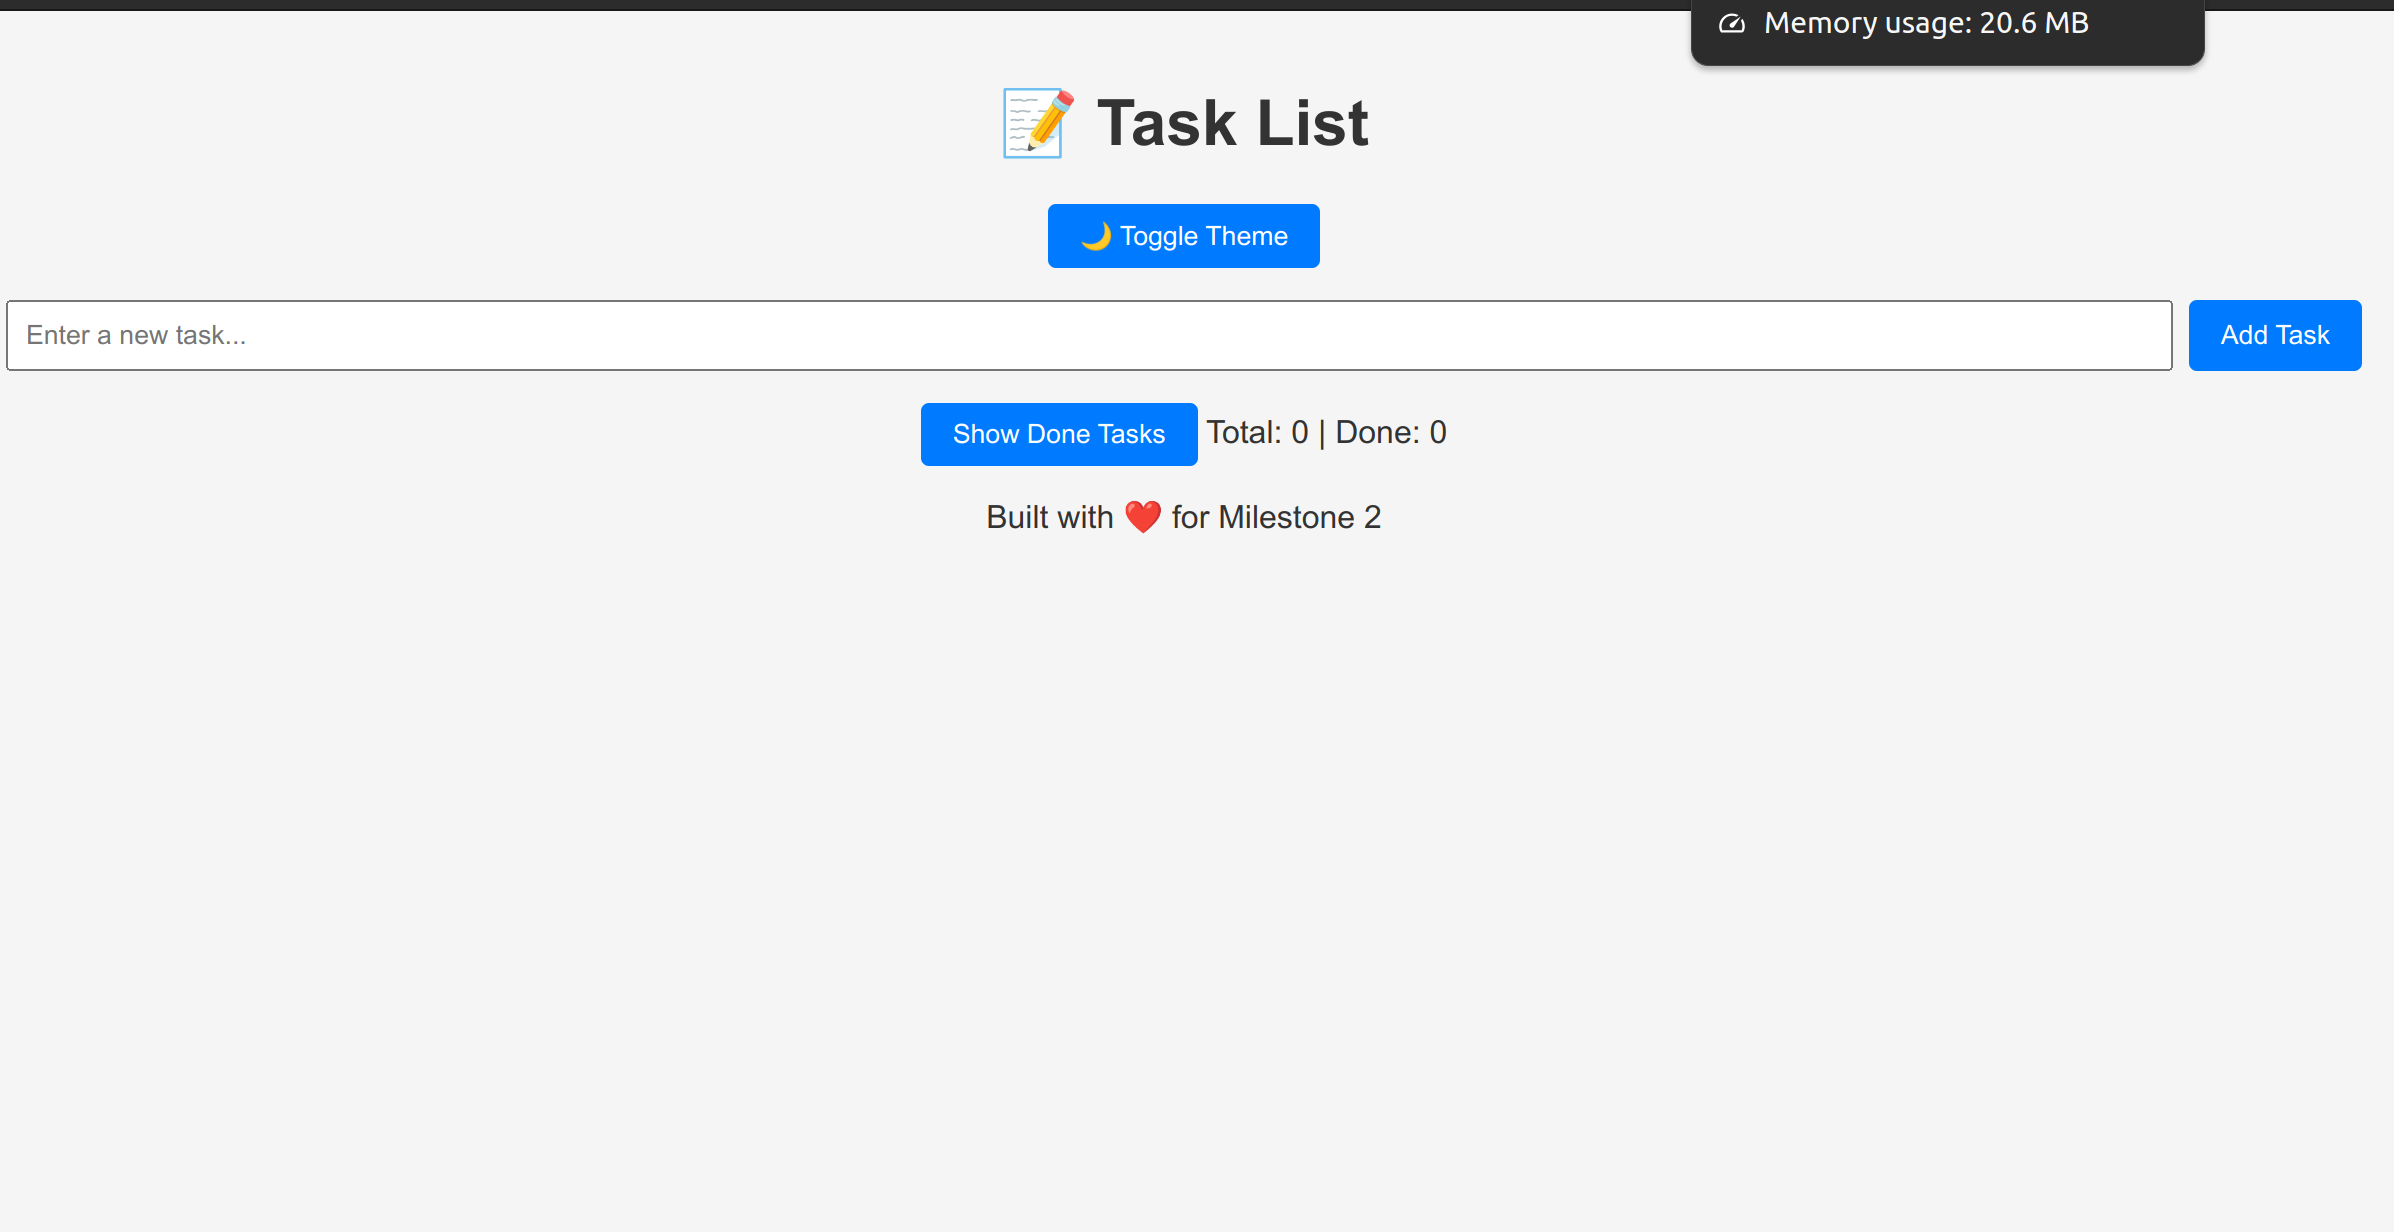 Memory usage: 20.6 MB
📝 Task List
🌙 Toggle Theme
Enter a new task... Add Task
Show Done Tasks Total: 0 | Done: 0
Built with ❤️ for Milestone 2